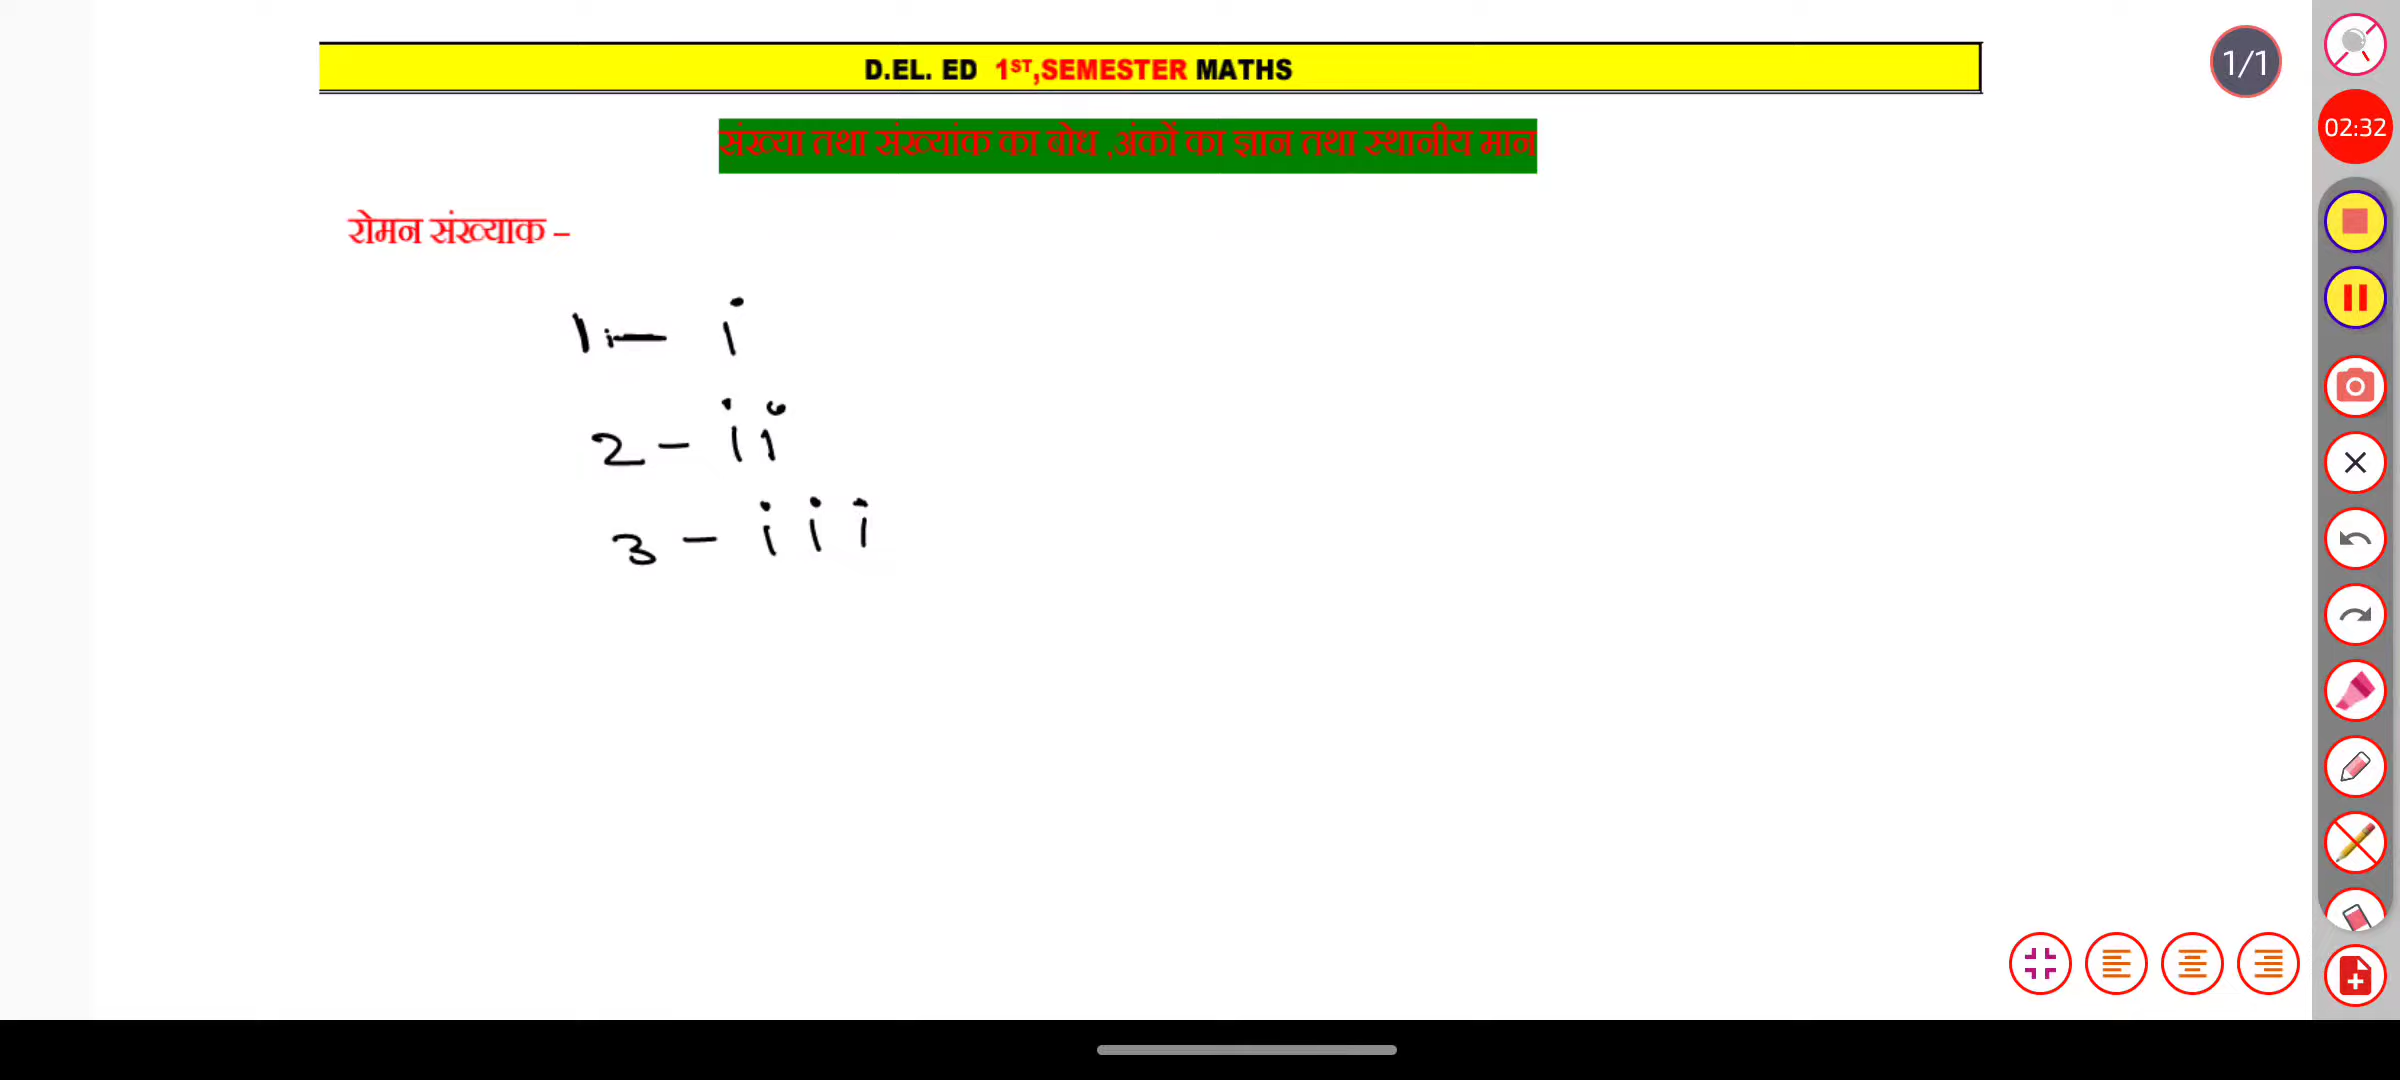 D.EL. ED 1ST,SEMESTER MATHS
1/1
02:32
संख्या तथा संख्यांक का बोध ,अंकों का ज्ञान तथा स्थानीय मान
रोमन संख्याक –
1 – i
2 – ii
3 – iii